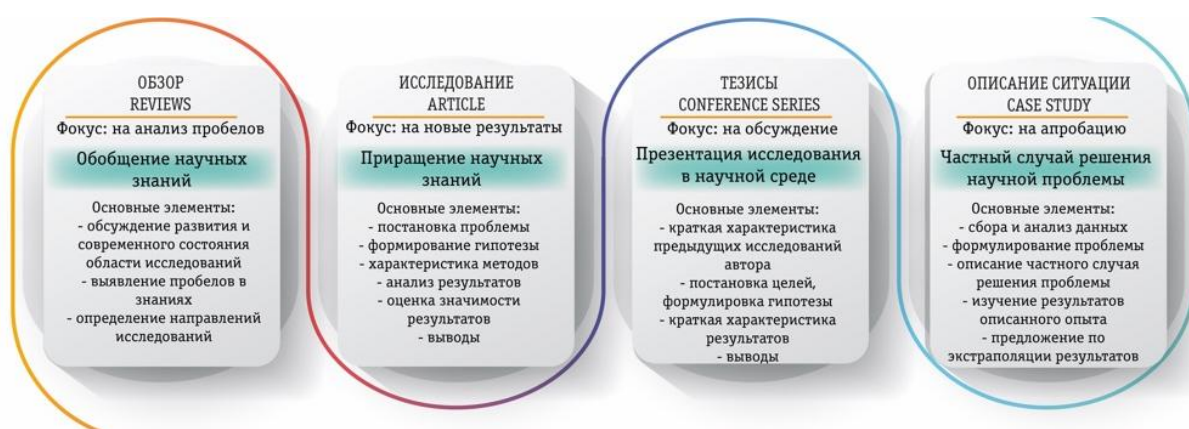 ОБЗОР
REVIEWS
Фокус: на анализ пробелов
Обобщение научных
знаний
Основные элементы:
- обсуждение развития и
современного состояния
области исследований
- выявление пробелов в
знаниях
- определение направлений
исследований
ИССЛЕДОВАНИЕ
ARTICLE
Фокус: на новые результаты
Приращение научных
знаний
Основные элементы:
- постановка проблемы
- формирование гипотезы
- характеристика методов
- анализ результатов
- оценка значимости
результатов
- выводы
ТЕЗИСЫ
CONFERENCE SERIES
Фокус: на обсуждение
Презентация исследования
в научной среде
Основные элементы:
- краткая характеристика
предыдущих исследований
автора
- постановка целей,
формулировка гипотезы
- краткая характеристика
результатов
- выводы
ОПИСАНИЕ СИТУАЦИИ
CASE STUDY
Фокус: на апробацию
Частный случай решения
научной проблемы
Основные элементы:
- сбора и анализ данных
- формулирование проблемы
- описание частного случая
решения проблемы
- изучение результатов
описанного опыта
- предложение по
экстраполяции результатов